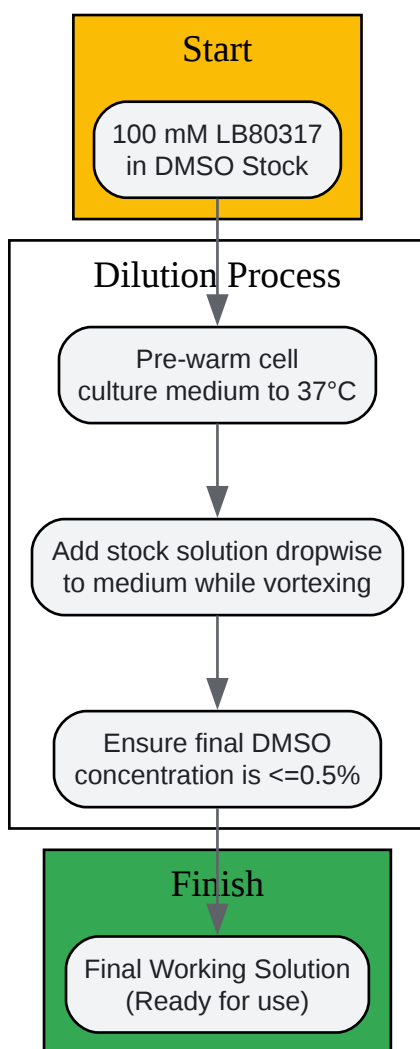 Start
100 mM LB80317
in DMSO Stock
Dilution Process
Pre-warm cell
culture medium to 37°C
Add stock solution dropwise
to medium while vortexing
Ensure final DMSO
concentration is <=0.5%
Finish
Final Working Solution
(Ready for use)